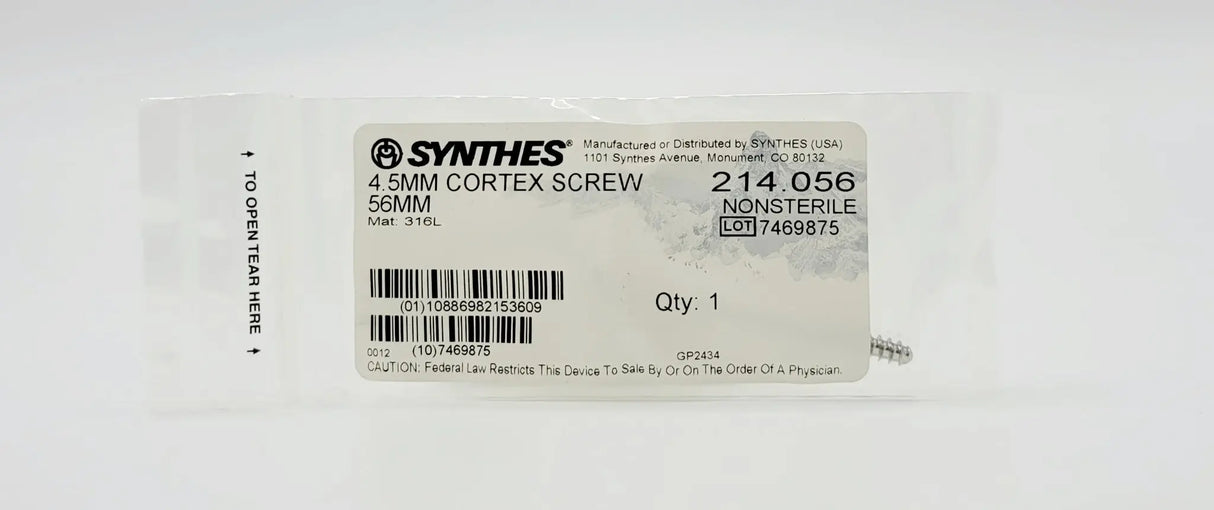 ↑ TO OPEN TEAR HERE ↑
SYNTHES®
Manufactured or Distributed by SYNTHES (USA)
1101 Synthes Avenue, Monument, CO 80132
4.5MM CORTEX SCREW
56MM
Mat: 316L
214.056
NONSTERILE
LOT 7469875
(01)10886982153609
Qty: 1
0012 (10)7469875
GP2434
CAUTION: Federal Law Restricts This Device To Sale By Or On The Order Of A Physician.